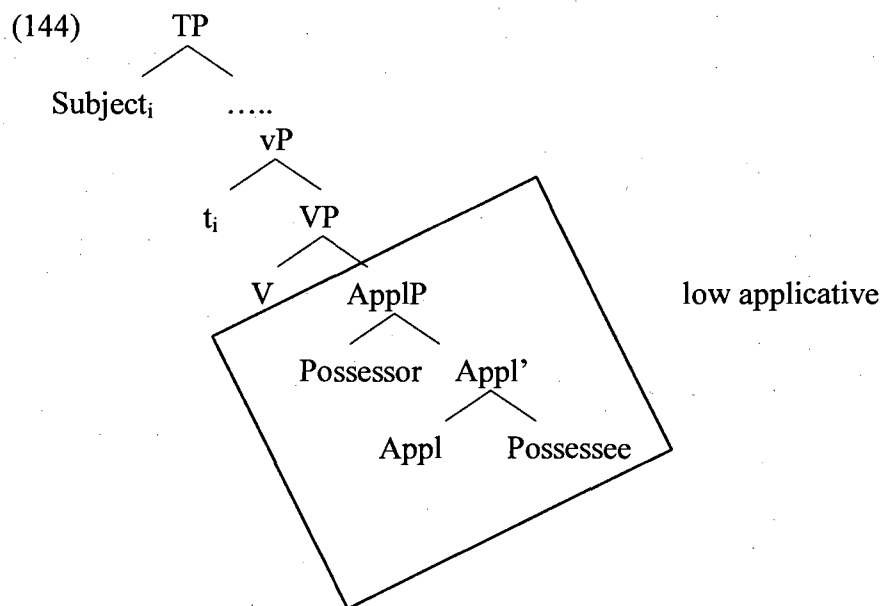 (144) TP
Subjecti .....
vP
ti VP
V ApplP low applicative
Possessor Appl’
Appl Possessee